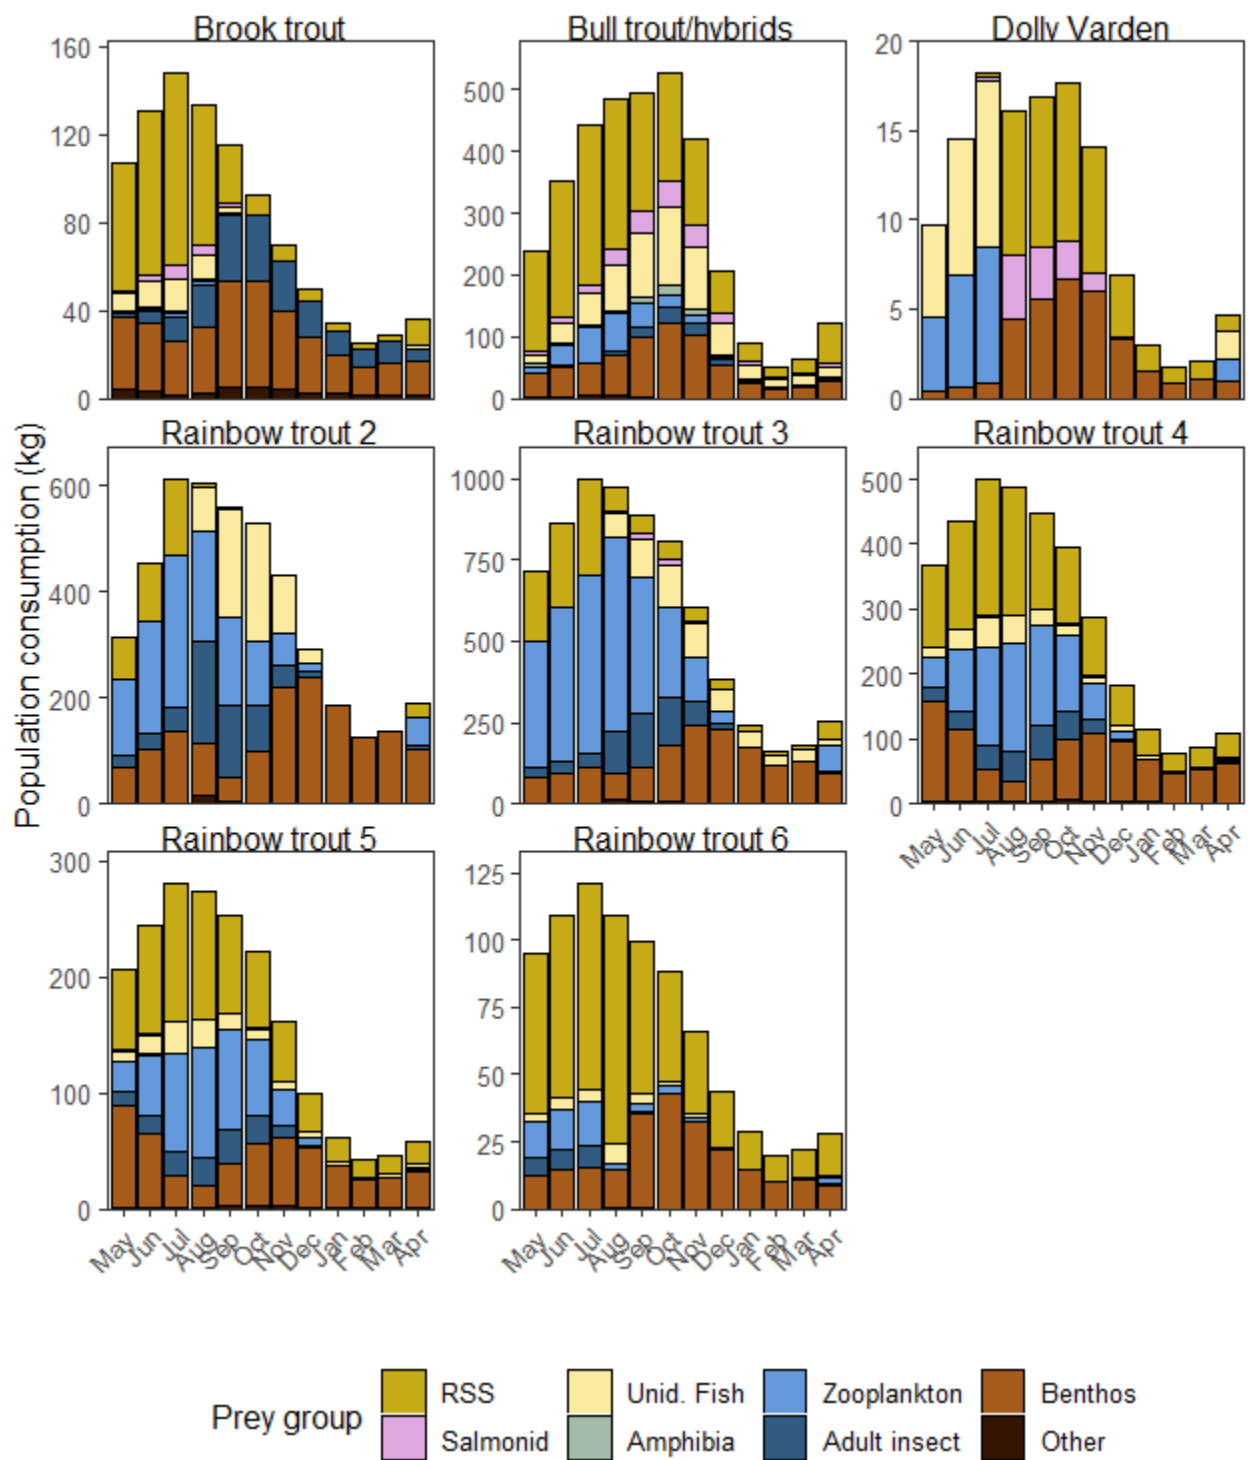 Brook trout
Bull trout/hybrids
Dolly Varden
160
120
80
40
0
500
400
300
200
100
0
20
15
10
5
0
Population consumption (kg)
Rainbow trout 2
Rainbow trout 3
Rainbow trout 4
600
400
200
0
1000
750
500
250
0
500
400
300
200
100
0
May Jun Jul Aug Sep Oct Nov Dec Jan Feb Mar Apr
Rainbow trout 5
Rainbow trout 6
300
200
100
0
125
100
75
50
25
0
May Jun Jul Aug Sep Oct Nov Dec Jan Feb Mar Apr
May Jun Jul Aug Sep Oct Nov Dec Jan Feb Mar Apr
Prey group
RSS
Unid. Fish
Zooplankton
Benthos
Salmonid
Amphibia
Adult insect
Other